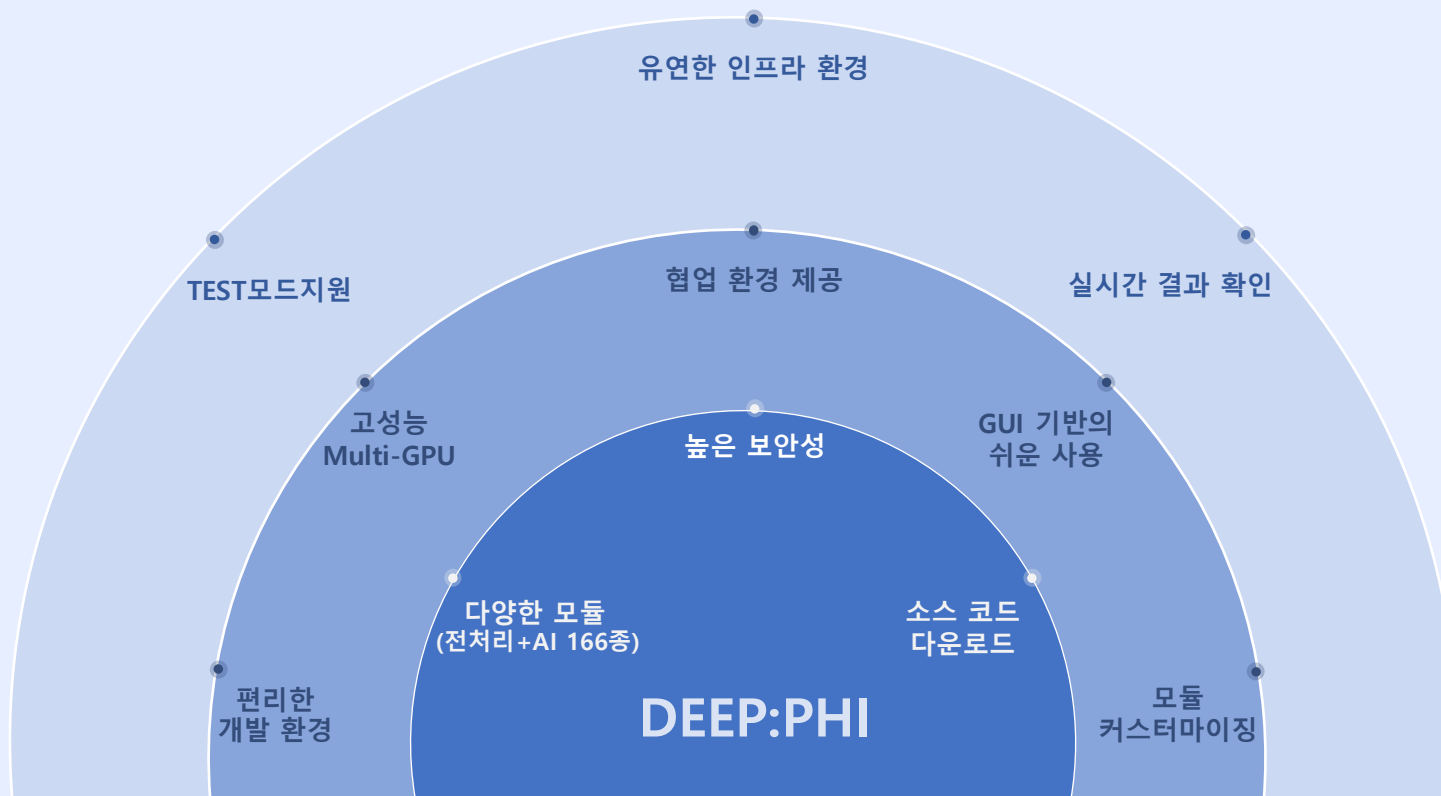 유연한 인프라 환경
TEST모드지원
협업 환경 제공
실시간 결과 확인
고성능
Multi-GPU
높은 보안성
GUI 기반의
쉬운 사용
다양한 모듈
(전처리+AI 166종)
소스 코드
다운로드
편리한
개발 환경
DEEP:PHI
모듈
커스터마이징